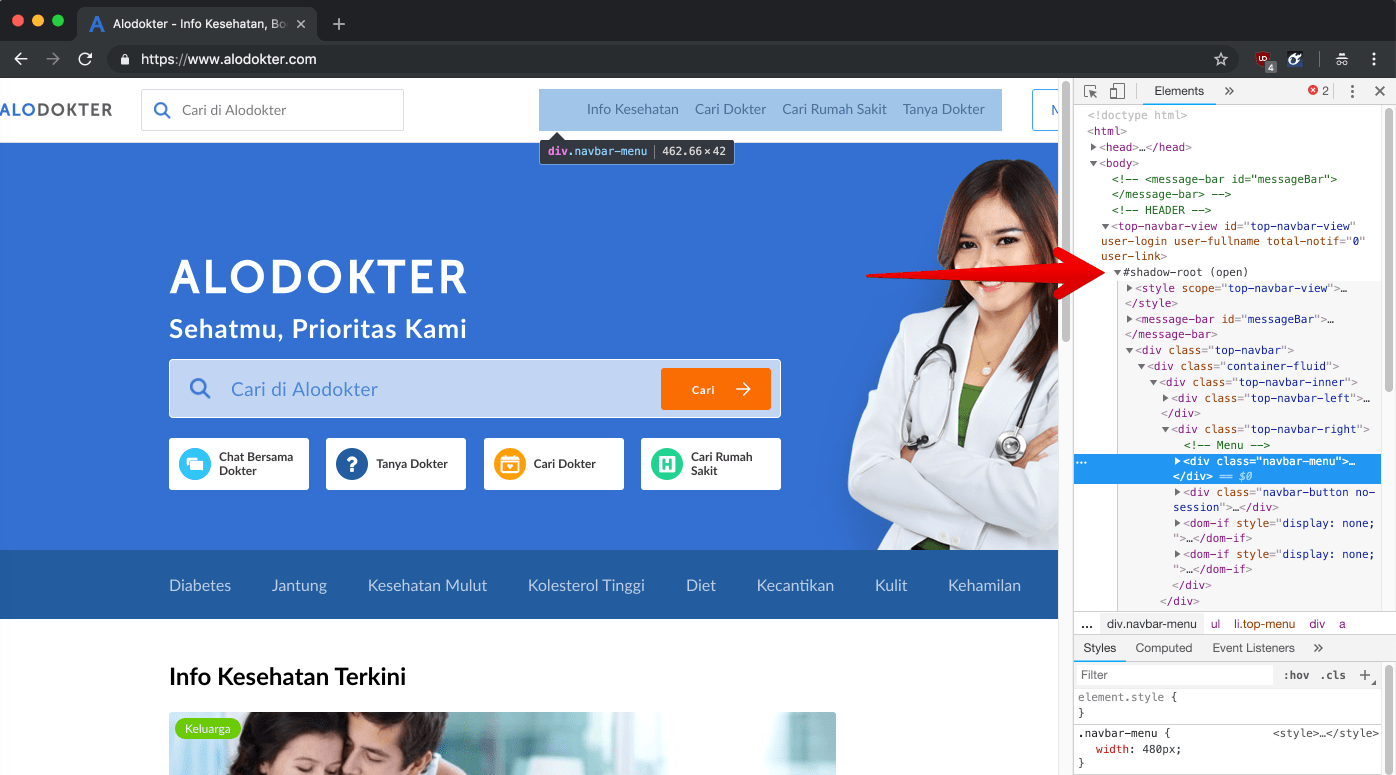 Alodokter - Info Kesehatan, Bo
https://www.alodokter.com
4
ALODOKTER
Cari di Alodokter
Info Kesehatan
Cari Dokter
Cari Rumah Sakit
Tanya Dokter
M
div.navbar-menu | 462.66×42
ALODOKTER
Sehatmu, Prioritas Kami
Cari di Alodokter
Cari
Chat Bersama
Dokter
?
Tanya Dokter
Cari Dokter
H
Cari Rumah
Sakit
Diabetes
Jantung
Kesehatan Mulut
Kolesterol Tinggi
Diet
Kecantikan
Kulit
Kehamilan
Info Kesehatan Terkini
Keluarga
Elements
»
2
<!doctype html>
<html>
<head>…</head>
<body>
<!-- <message-bar id="messageBar">
</message-bar> -->
<!-- HEADER -->
<top-navbar-view id="top-navbar-view"
user-login user-fullname total-notif="0"
user-link>
#shadow-root (open)
<style scope="top-navbar-view">…
</style>
<message-bar id="messageBar">…
</message-bar>
<div class="top-navbar">
<div class="container-fluid">
<div class="top-navbar-inner">
<div class="top-navbar-left">…
</div>
<div class="top-navbar-right">
<!-- Menu -->
<div class="navbar-menu">…
</div> == $0
<div class="navbar-button no-
session">…</div>
<dom-if style="display: none;
">…</dom-if>
<dom-if style="display: none;
">…</dom-if>
</div>
</div>
... div.navbar-menu ul li.top-menu div a
Styles Computed Event Listeners »
Filter :hov .cls +
element.style {
}
.navbar-menu { <style>…</style>
width: 480px;
}